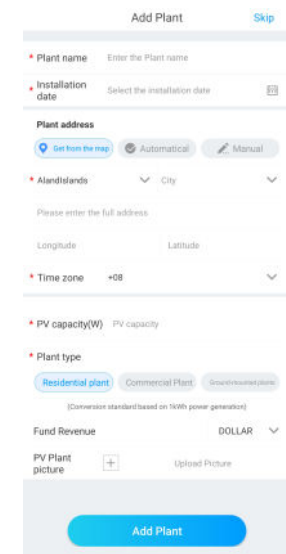 Add Plant Skip
* Plant name Enter the Plant name
* Installation date Select the installation date
Plant address
Get from the map Automatical Manual
* AlandIslands City
Please enter the full address
Longitude Latitude
* Time zone +08
* PV capacity(W) PV capacity
* Plant type
Residential plant Commercial Plant Ground-mounted plants
(Conversion standard based on 1kWh power generation)
Fund Revenue DOLLAR
PV Plant picture + Upload Picture
Add Plant